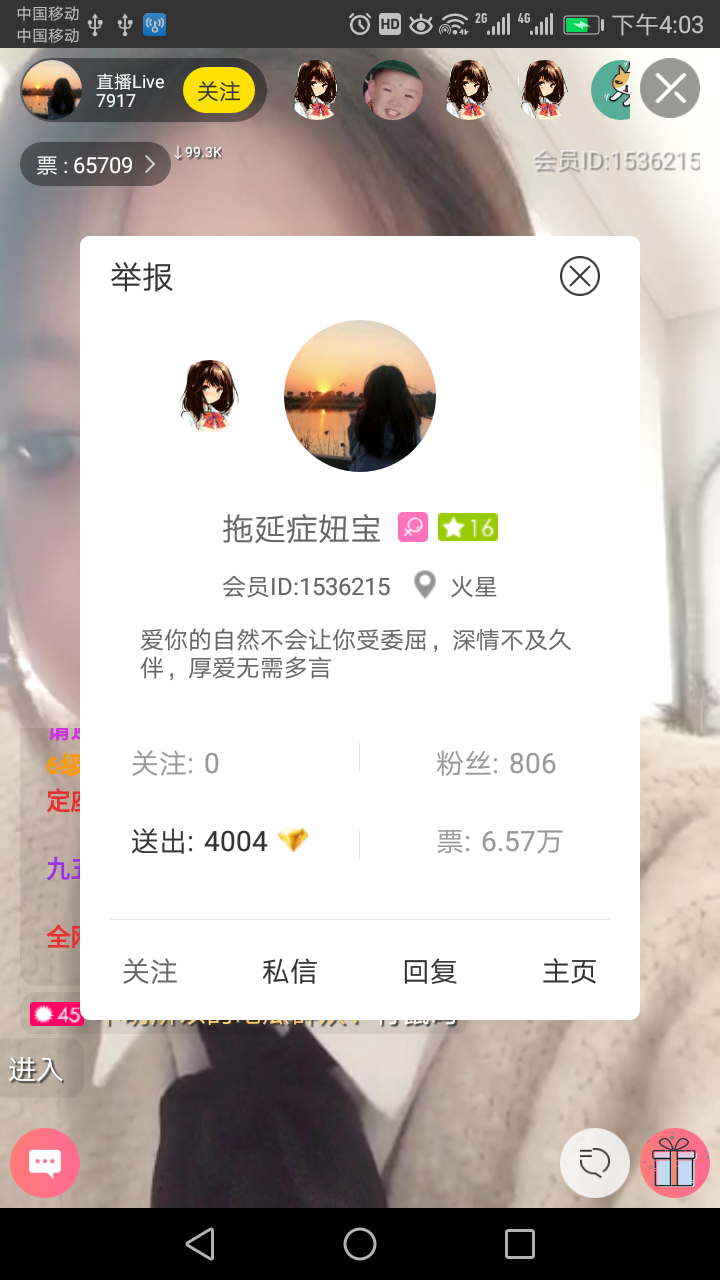 中国移动
中国移动
HD
2G
4G
下午4:03
直播Live
7917
关注
票 : 65709
↓99.3K
会员ID:1536215
举报
拖延症妞宝
16
会员ID:1536215
火星
爱你的自然不会让你受委屈，深情不及久
伴，厚爱无需多言
关注: 0
粉丝: 806
送出: 4004
票: 6.57万
关注
私信
回复
主页
6级
定座
九五
全网
45
进入